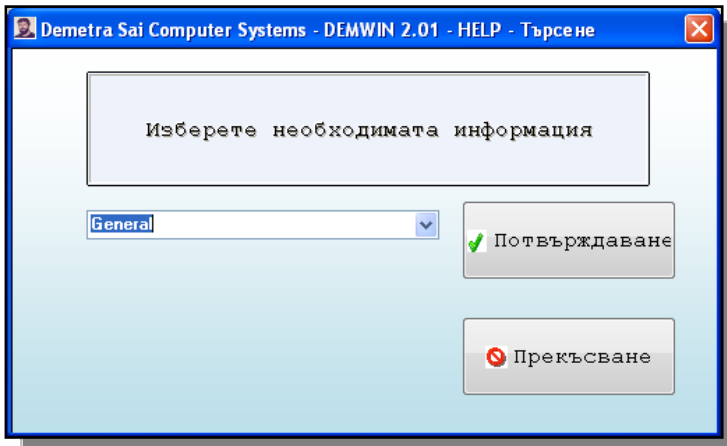 Demetra Sai Computer Systems - DEMWIN 2.01 - HELP - Търсене
Изберете необходимата информация
General
Потвърждаване
Прекъсване